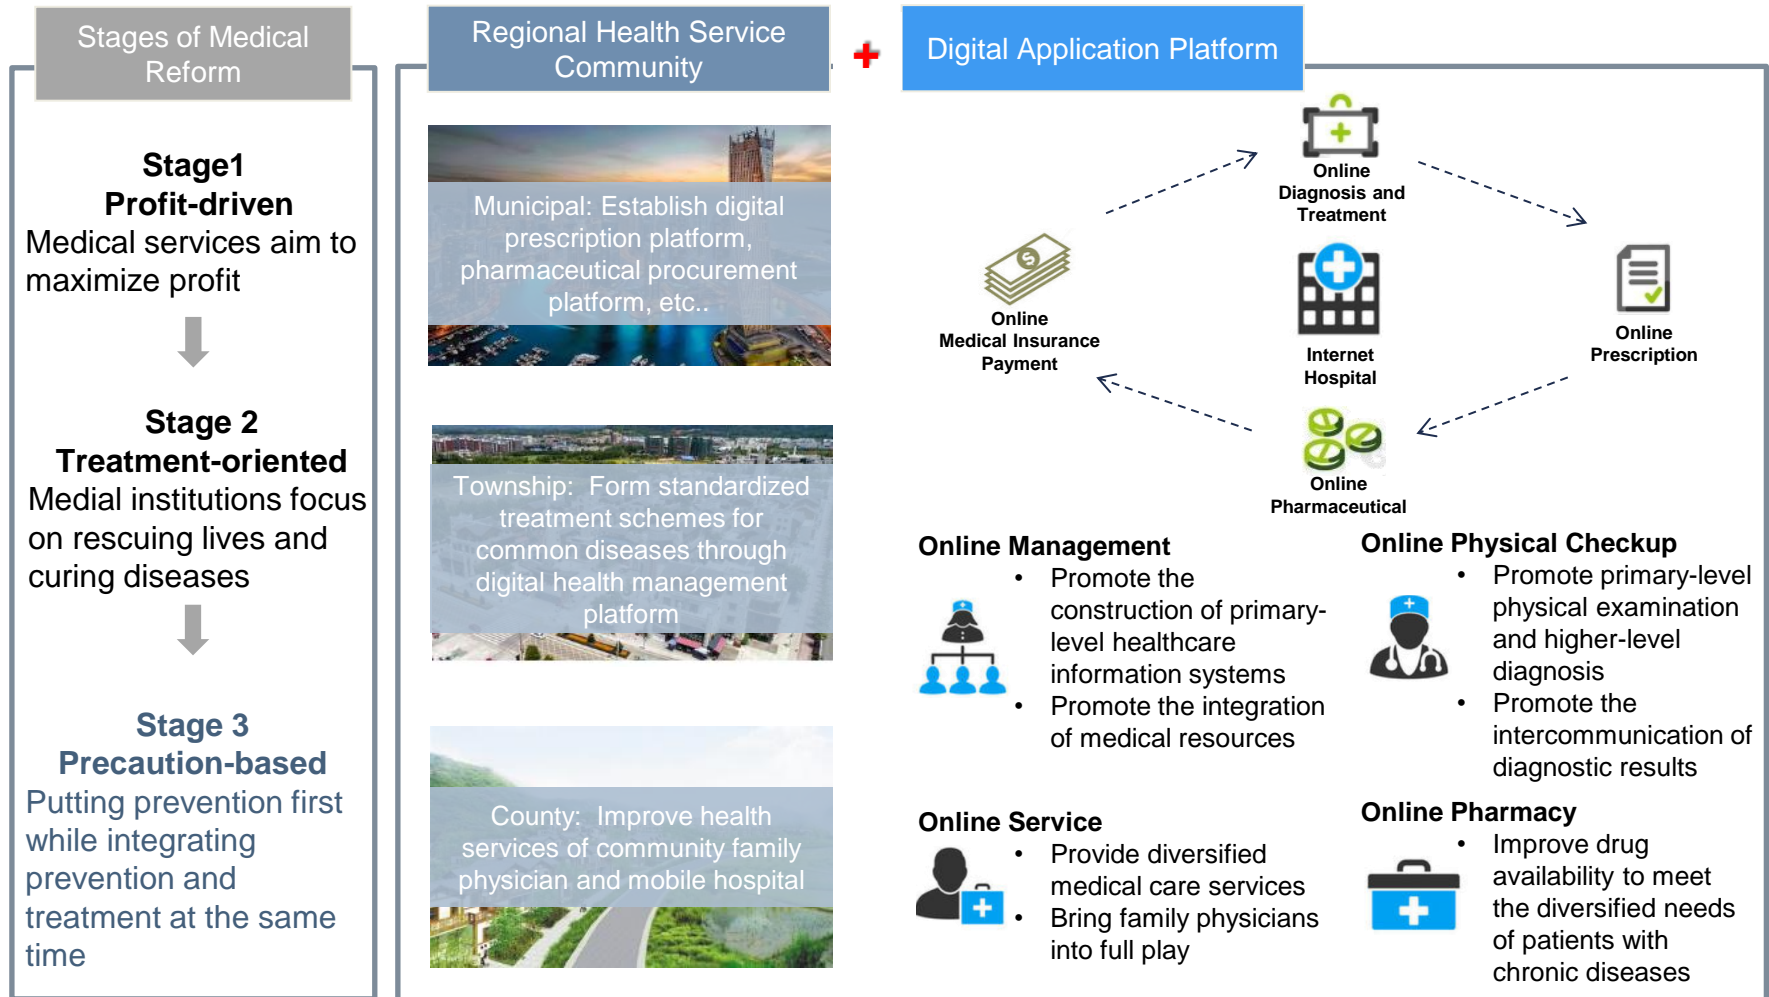 Stages of Medical
Reform
Regional Health Service
Community
+
Digital Application Platform
Stage1
Profit-driven
Medical services aim to
maximize profit
Stage 2
Treatment-oriented
Medial institutions focus
on rescuing lives and
curing diseases
Stage 3
Precaution-based
Putting prevention first
while integrating
prevention and
treatment at the same
time
Municipal: Establish digital
prescription platform,
pharmaceutical procurement
platform, etc..
Township:  Form standardized
treatment schemes for
common diseases through
digital health management
platform
County:  Improve health
services of community family
physician and mobile hospital
Online
Diagnosis and
Treatment
Online
Medical Insurance
Payment
Internet
Hospital
Online
Prescription
Online
Pharmaceutical
Online Management
• Promote the
construction of primary-
level healthcare
information systems
• Promote the integration
of medical resources
Online Physical Checkup
• Promote primary-level
physical examination
and higher-level
diagnosis
• Promote the
intercommunication of
diagnostic results
Online Service
• Provide diversified
medical care services
• Bring family physicians
into full play
Online Pharmacy
• Improve drug
availability to meet
the diversified needs
of patients with
chronic diseases